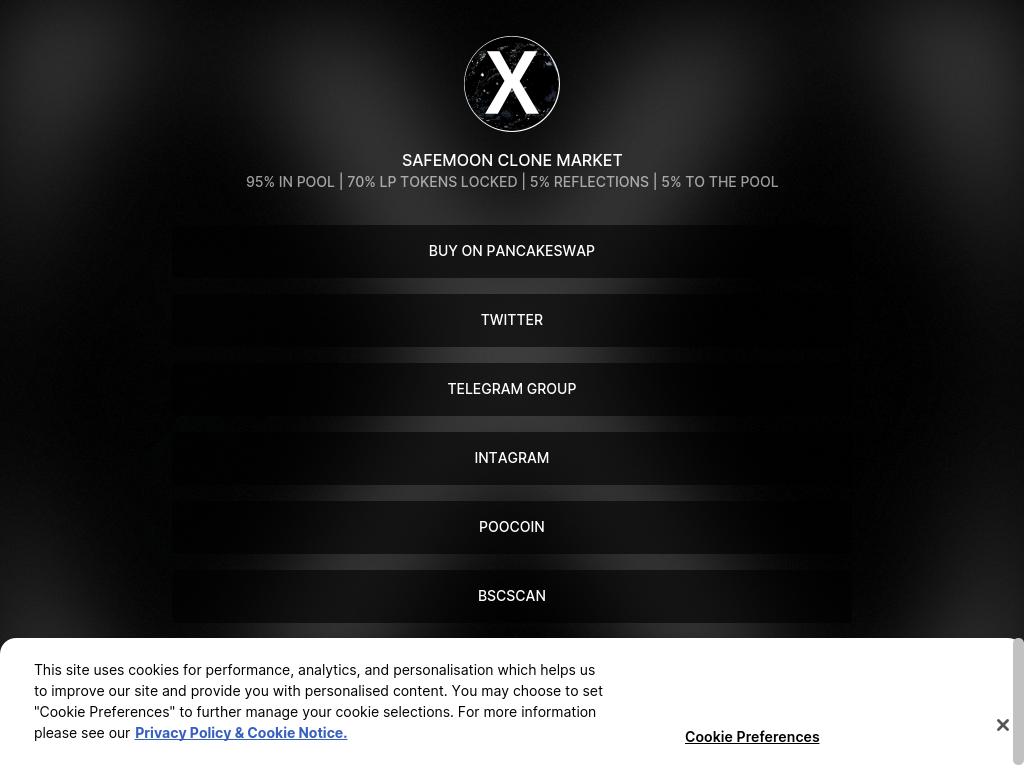 X
SAFEMOON CLONE MARKET
95% IN POOL | 70% LP TOKENS LOCKED | 5% REFLECTIONS | 5% TO THE POOL
BUY ON PANCAKESWAP
TWITTER
TELEGRAM GROUP
INTAGRAM
POOCOIN
BSCSCAN
This site uses cookies for performance, analytics, and personalisation which helps us
to improve our site and provide you with personalised content. You may choose to set
"Cookie Preferences" to further manage your cookie selections. For more information
please see our Privacy Policy & Cookie Notice.
Cookie Preferences